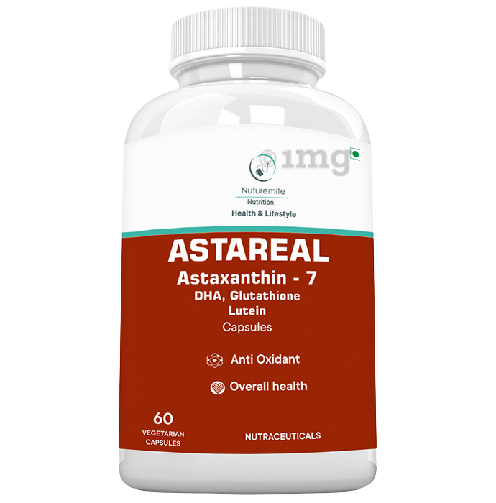 1mg
Nuturemite
Nutrition
Health & Lifestyle
ASTAREAL
Astaxanthin - 7
DHA, Glutathione
Lutein
Capsules
Anti Oxidant
Overall health
60
VEGETARIAN
CAPSULES
NUTRACEUTICALS